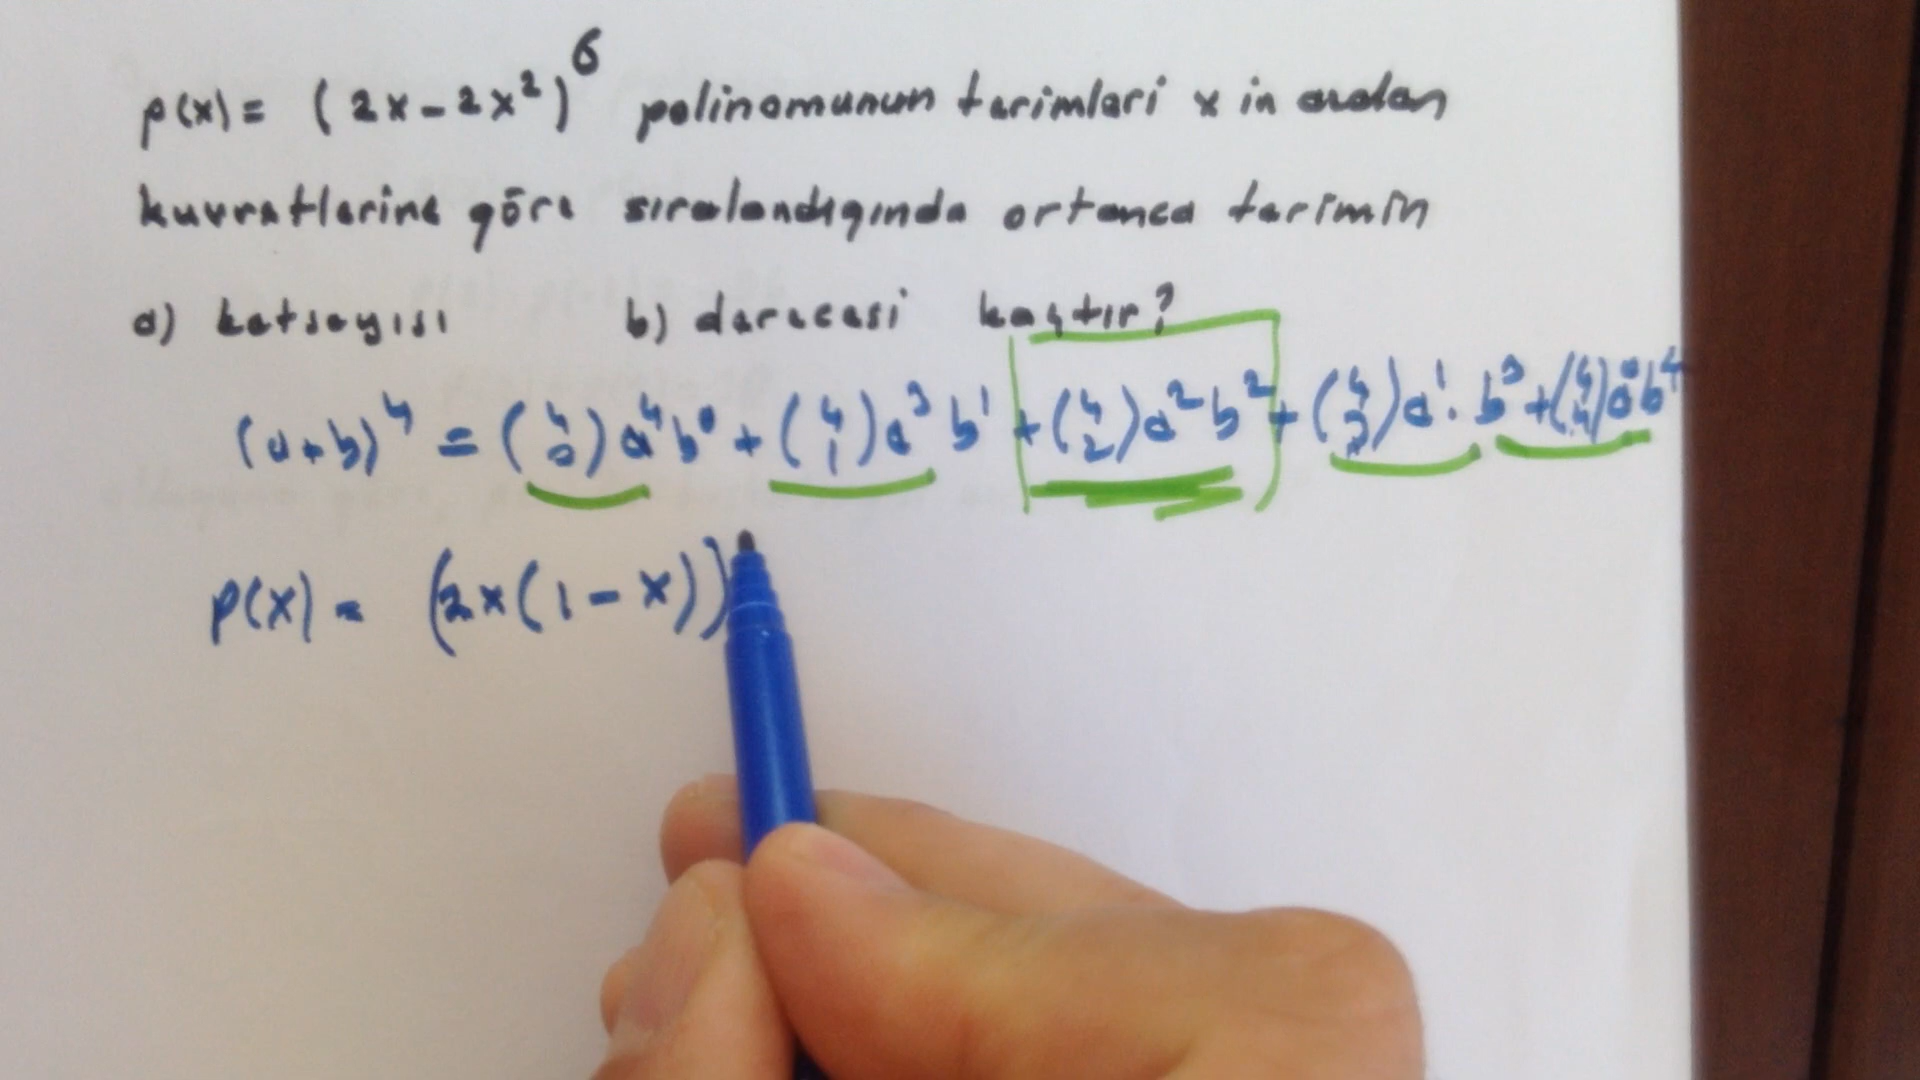 p(x) = (2x - 2x²)⁶ polinomunun terimleri x in azalan
kuvvetlerine göre sıralandığında ortanca terimin
a) katsayısı b) derecesi kaçtır?
(a+b)⁴ = (4 0)a⁴b⁰ + (4 1)a³b¹ + (4 2)a²b² + (4 3)a¹.b³ + (4 4)a⁰b⁴
p(x) = (2x(1-x))